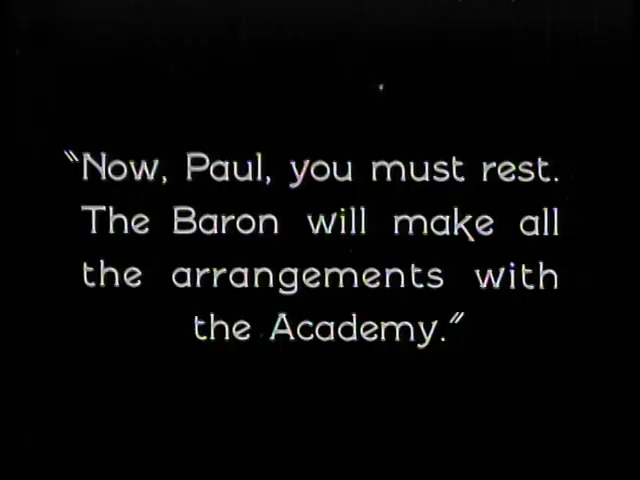 "Now, Paul, you must rest.
The Baron will make all
the arrangements with
the Academy."